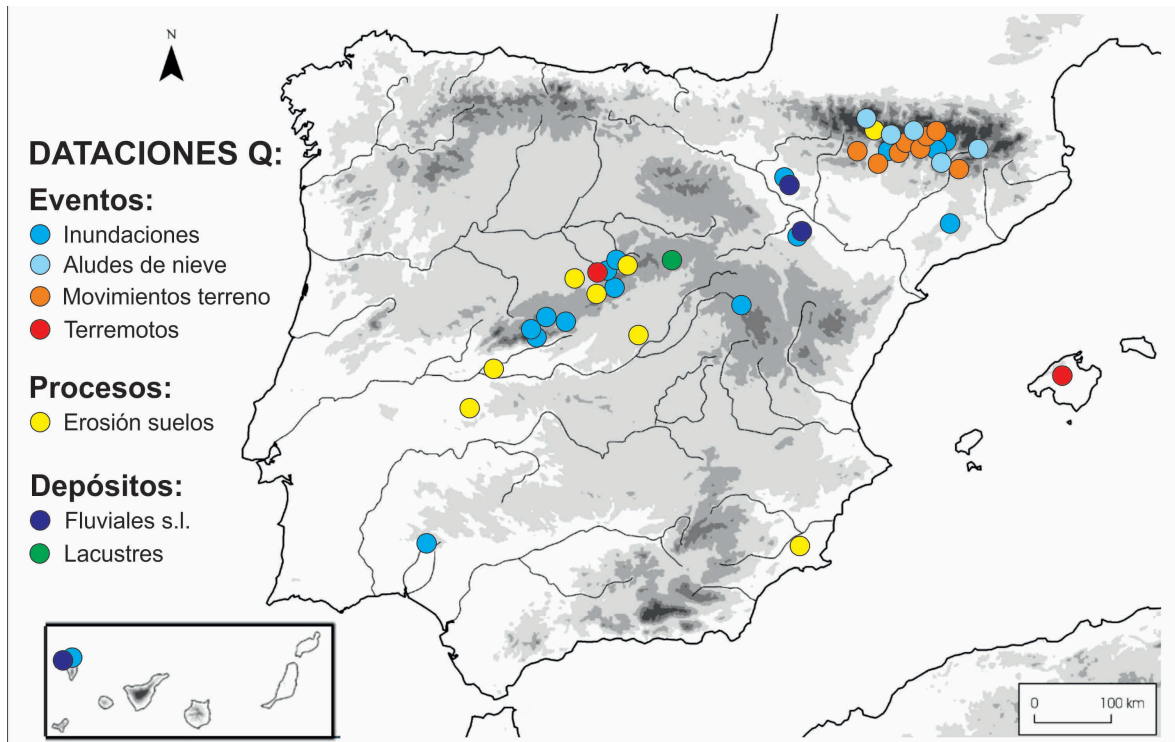 N
DATACIONES Q:
Eventos:
Inundaciones
Aludes de nieve
Movimientos terreno
Terremotos
Procesos:
Erosión suelos
Depósitos:
Fluviales s.l.
Lacustres
0 100 km